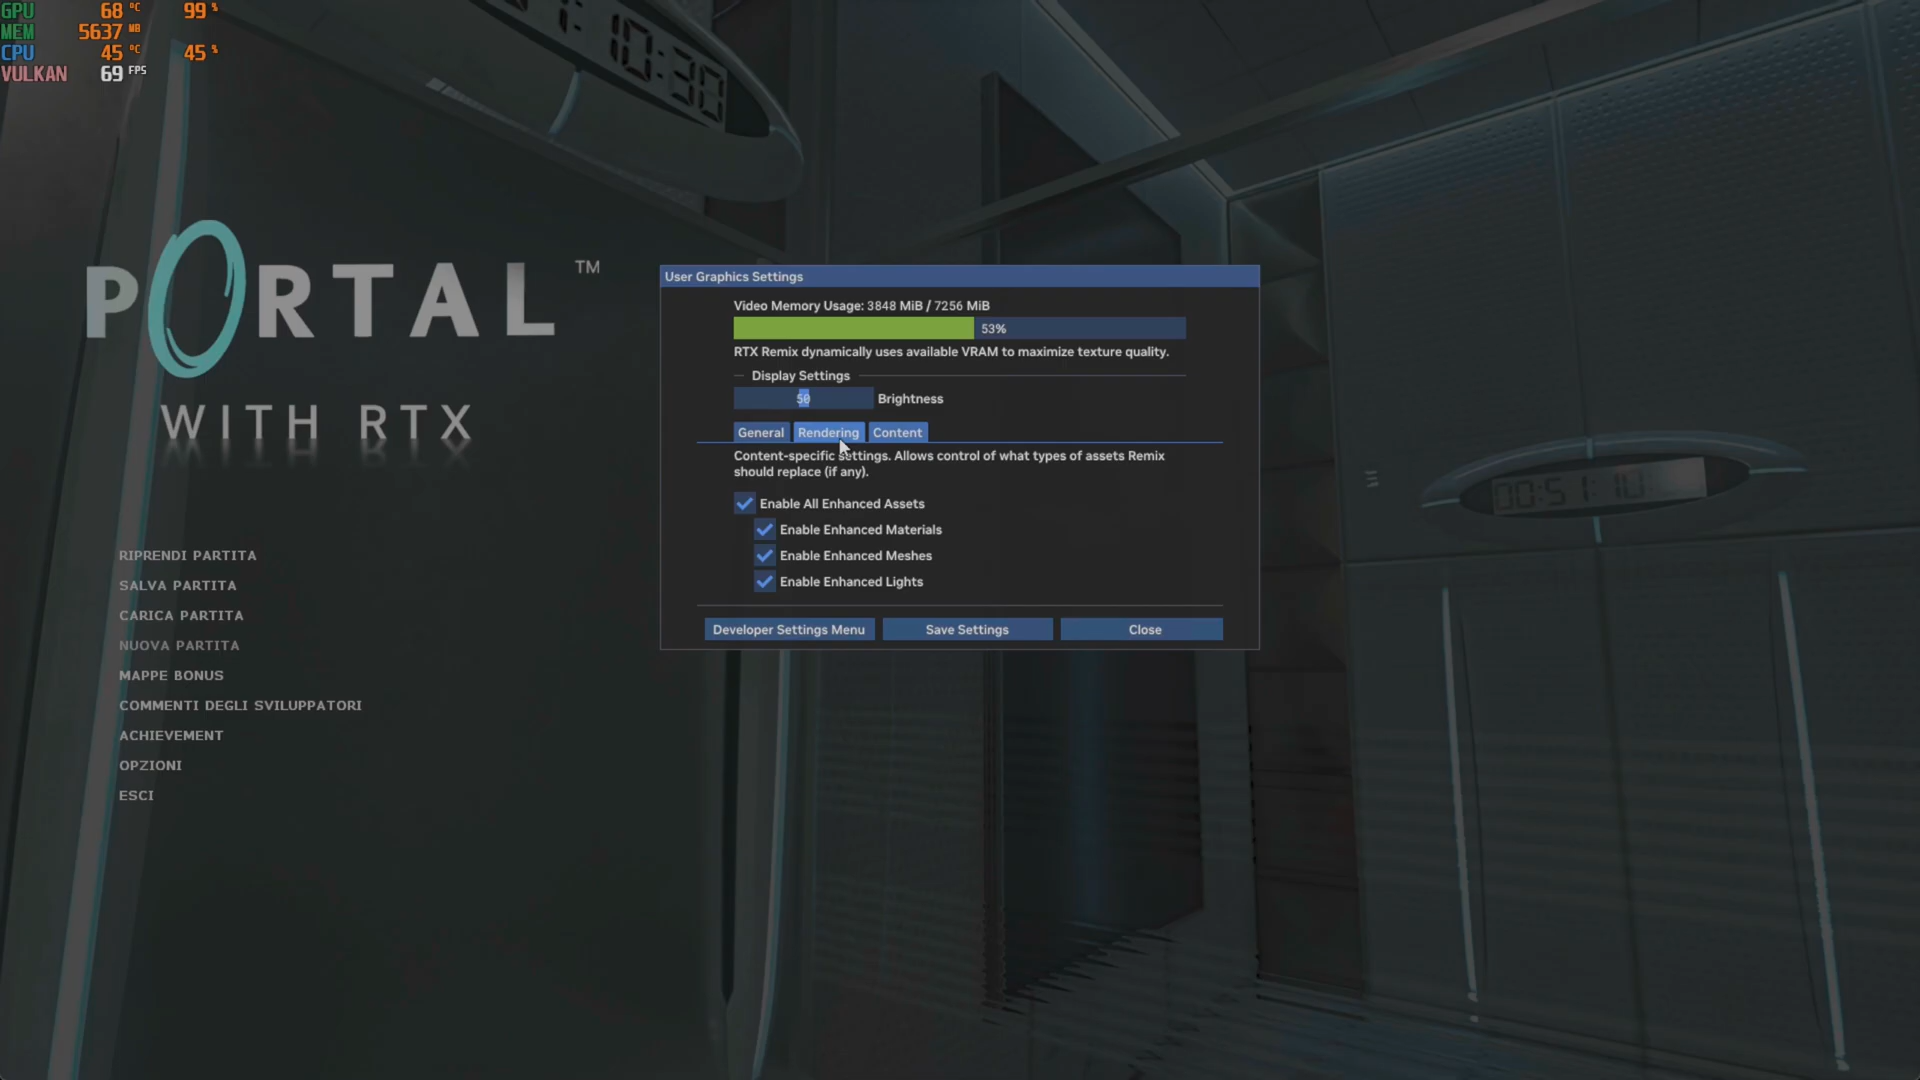 GPU 68 °C 99 %
MEM 5637 MB
CPU 45 °C 45 %
VULKAN 69 FPS
PORTAL™
WITH RTX
RIPRENDI PARTITA
SALVA PARTITA
CARICA PARTITA
NUOVA PARTITA
MAPPE BONUS
COMMENTI DEGLI SVILUPPATORI
ACHIEVEMENT
OPZIONI
ESCI
User Graphics Settings
Video Memory Usage: 3848 MiB / 7256 MiB
53%
RTX Remix dynamically uses available VRAM to maximize texture quality.
Display Settings
50 Brightness
General Rendering Content
Content-specific settings. Allows control of what types of assets Remix
should replace (if any).
Enable All Enhanced Assets
Enable Enhanced Materials
Enable Enhanced Meshes
Enable Enhanced Lights
Developer Settings Menu Save Settings Close
00:51:10